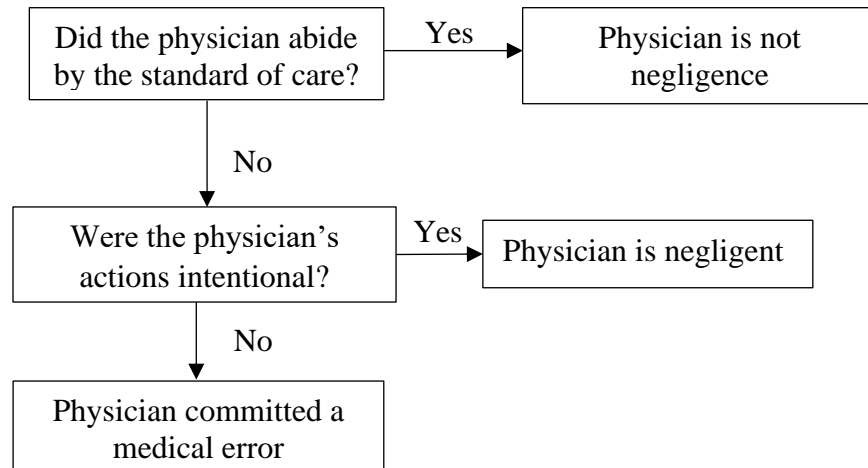 Did the physician abide
by the standard of care?
Yes
Physician is not
negligence
No
Were the physician’s
actions intentional?
Yes
Physician is negligent
No
Physician committed a
medical error